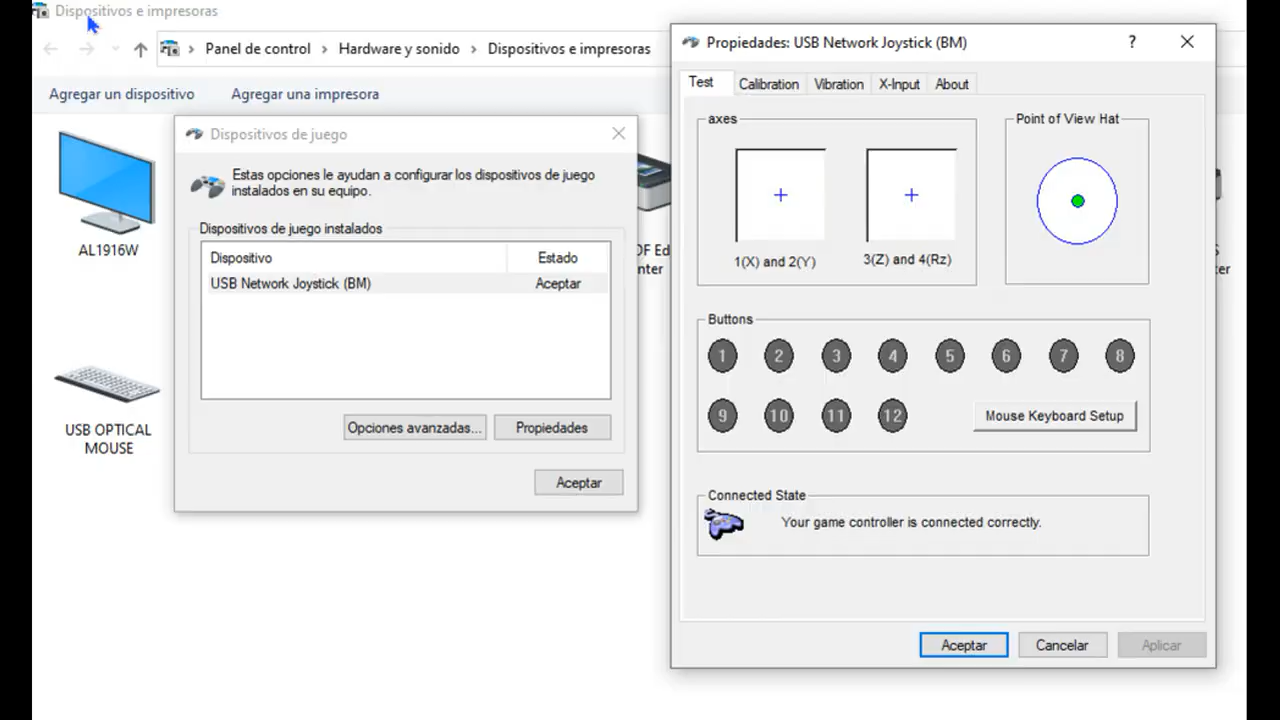 Dispositivos e impresoras
Panel de control > Hardware y sonido > Dispositivos e impresoras
Agregar un dispositivo
Agregar una impresora
AL1916W
USB OPTICAL
MOUSE
Dispositivos de juego
Estas opciones le ayudan a configurar los dispositivos de juego
instalados en su equipo.
Dispositivos de juego instalados
Dispositivo Estado
USB Network Joystick (BM) Aceptar
Opciones avanzadas... Propiedades
Aceptar
Propiedades: USB Network Joystick (BM) ?
Test Calibration Vibration X-Input About
axes
1(X) and 2(Y) 3(Z) and 4(Rz)
Point of View Hat
Buttons
1 2 3 4 5 6 7 8
9 10 11 12 Mouse Keyboard Setup
Connected State
Your game controller is connected correctly.
Aceptar Cancelar Aplicar